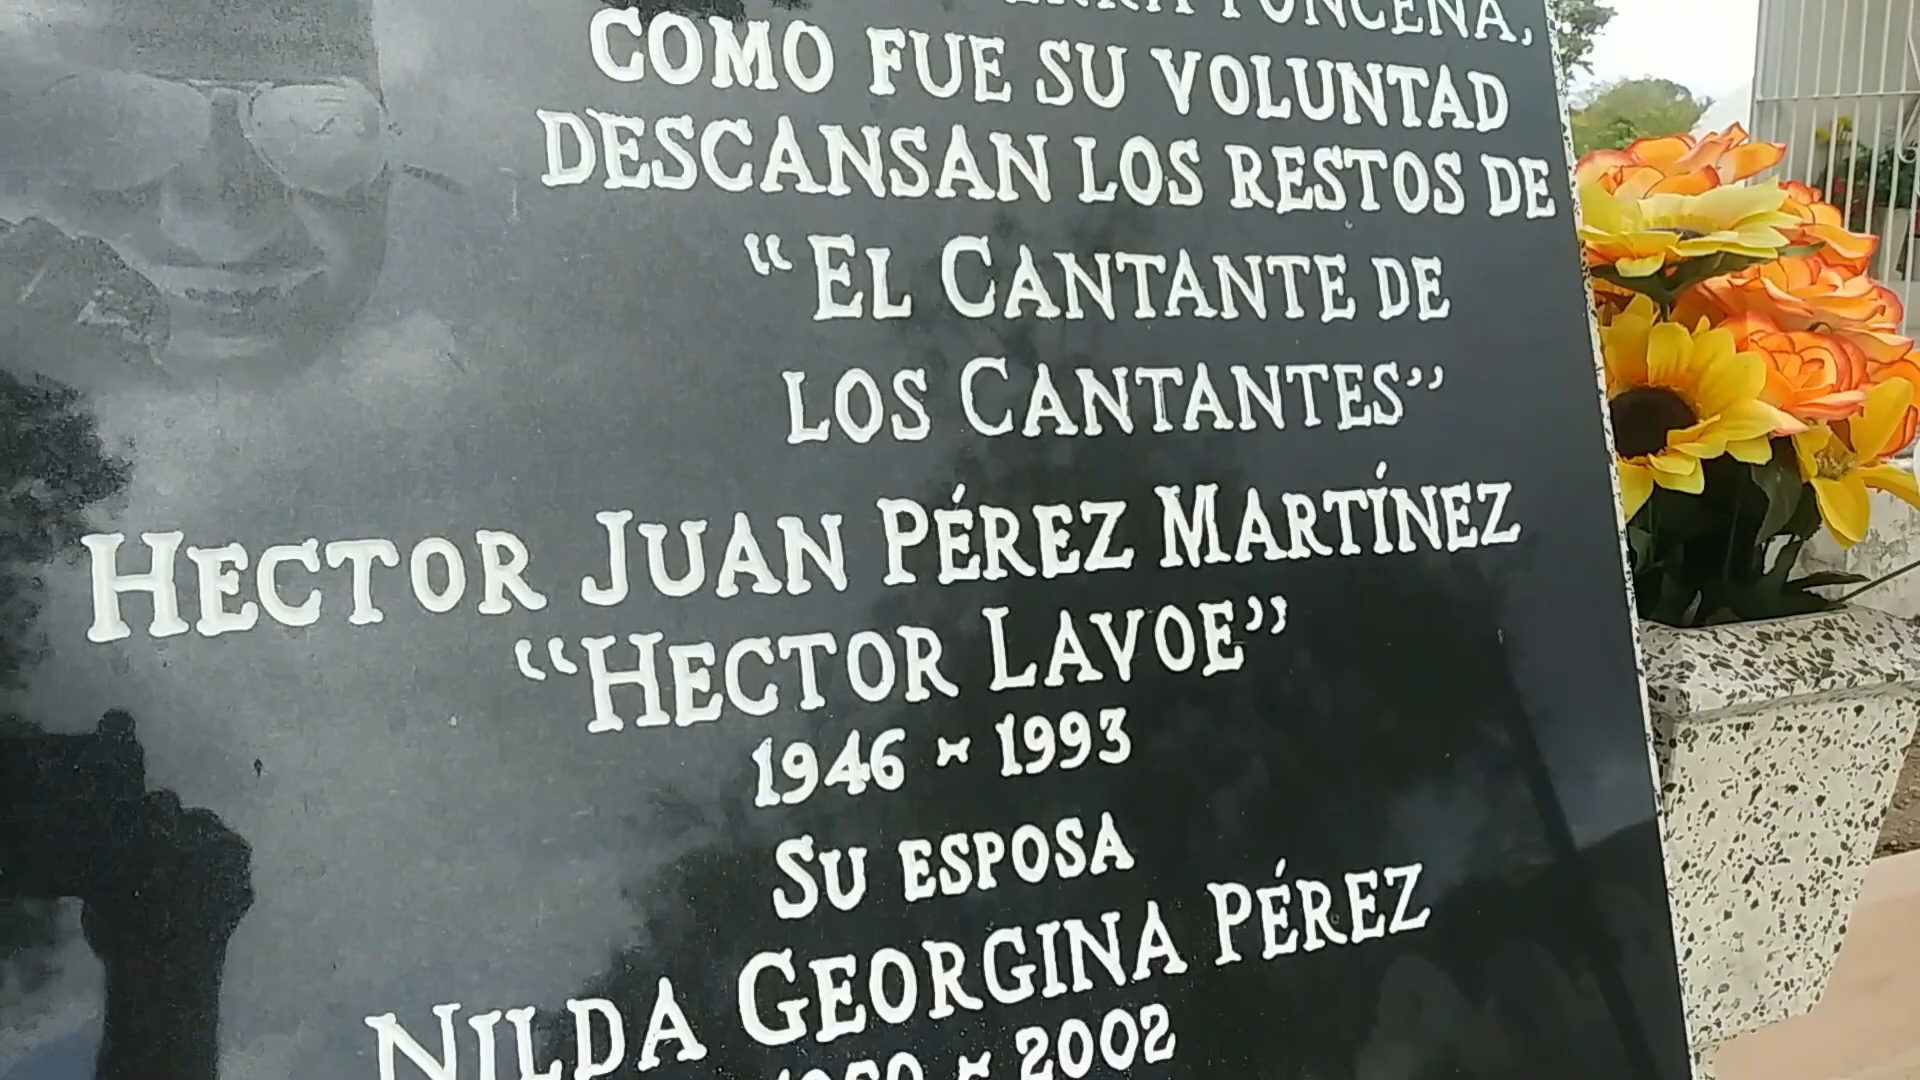 PONCEÑA,
COMO FUE SU VOLUNTAD
DESCANSAN LOS RESTOS DE
“EL CANTANTE DE
LOS CANTANTES”
HECTOR JUAN PÉREZ MARTÍNEZ
“HECTOR LAVOE”
1946 ~ 1993
SU ESPOSA
NILDA GEORGINA PÉREZ
~ 2002